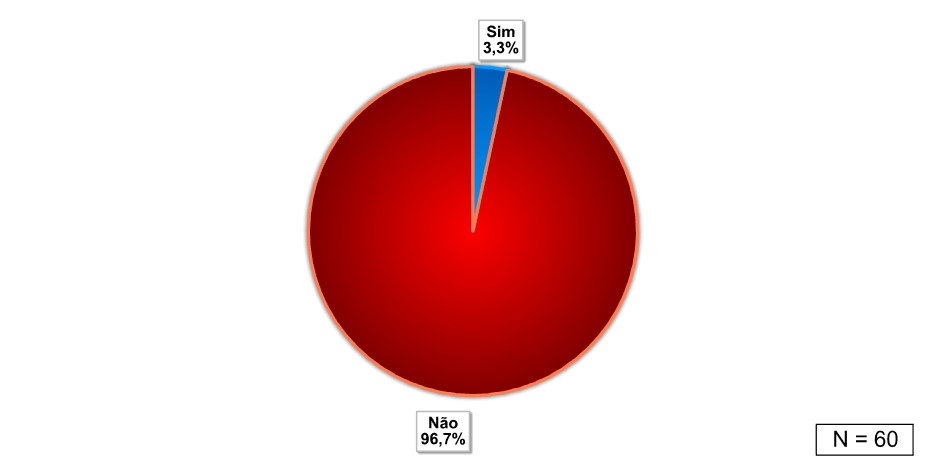 Sim
3,3%
Não
96,7%
N = 60